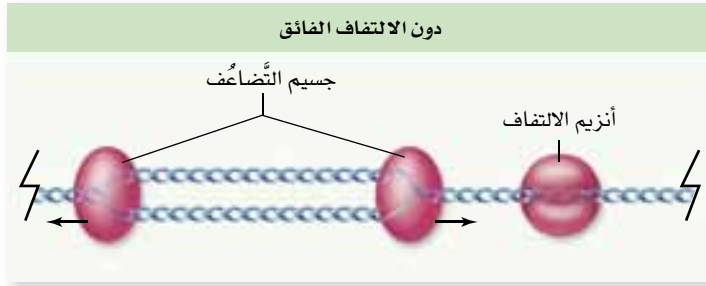 دون الالتفاف الفائق
جسيم التَّضاعُف
أنزيم الالتفاف